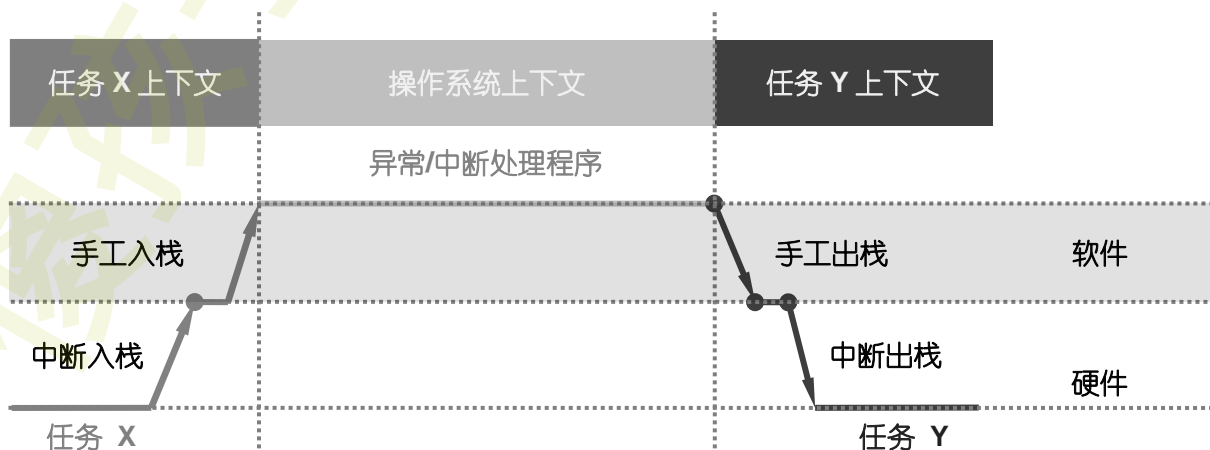 任务 X 上下文 操作系统上下文 任务 Y 上下文
异常/中断处理程序
手工入栈 手工出栈 软件
中断入栈 中断出栈
硬件
任务 X 任务 Y